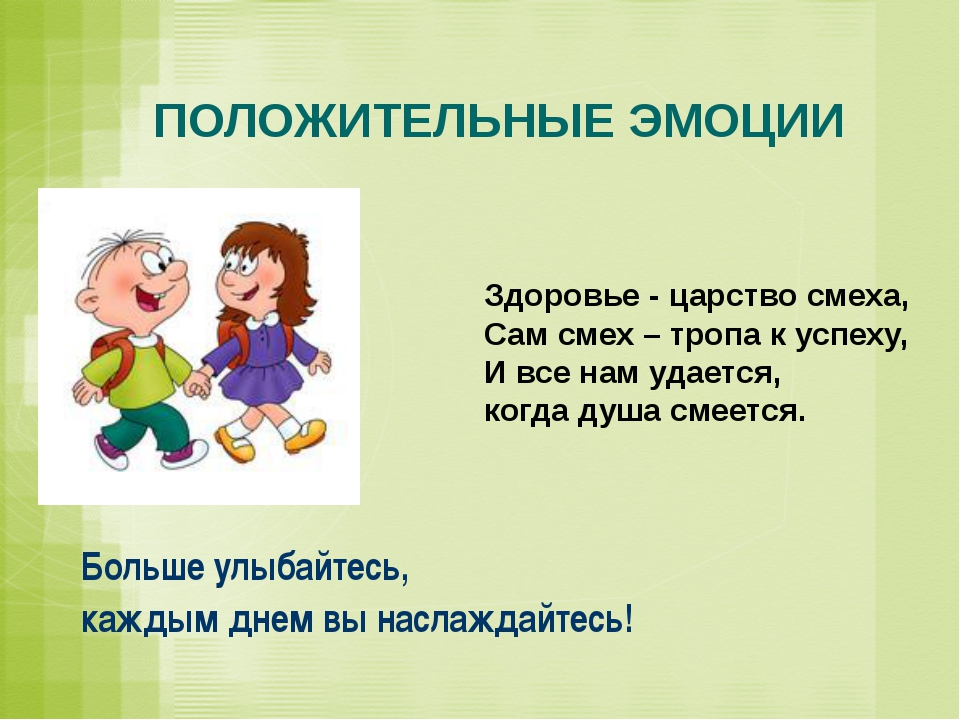 ПОЛОЖИТЕЛЬНЫЕ ЭМОЦИИ
Здоровье - царство смеха,
Сам смех – тропа к успеху,
И все нам удается,
когда душа смеется.
Больше улыбайтесь,
каждым днем вы наслаждайтесь!